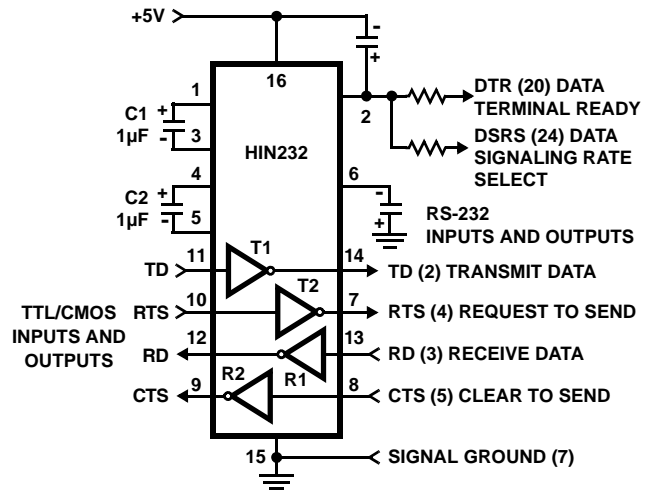 +5V
-
+
16
1
C1 +
1µF -
3
HIN232
2
DTR (20) DATA
TERMINAL READY
DSRS (24) DATA
SIGNALING RATE
SELECT
4
C2 +
1µF -
5
6
-
+
RS-232
INPUTS AND OUTPUTS
TD 11 T1 14 TD (2) TRANSMIT DATA
RTS 10 T2 7 RTS (4) REQUEST TO SEND
TTL/CMOS
INPUTS AND
OUTPUTS
RD 12 R1 13 RD (3) RECEIVE DATA
CTS 9 R2 8 CTS (5) CLEAR TO SEND
15 SIGNAL GROUND (7)